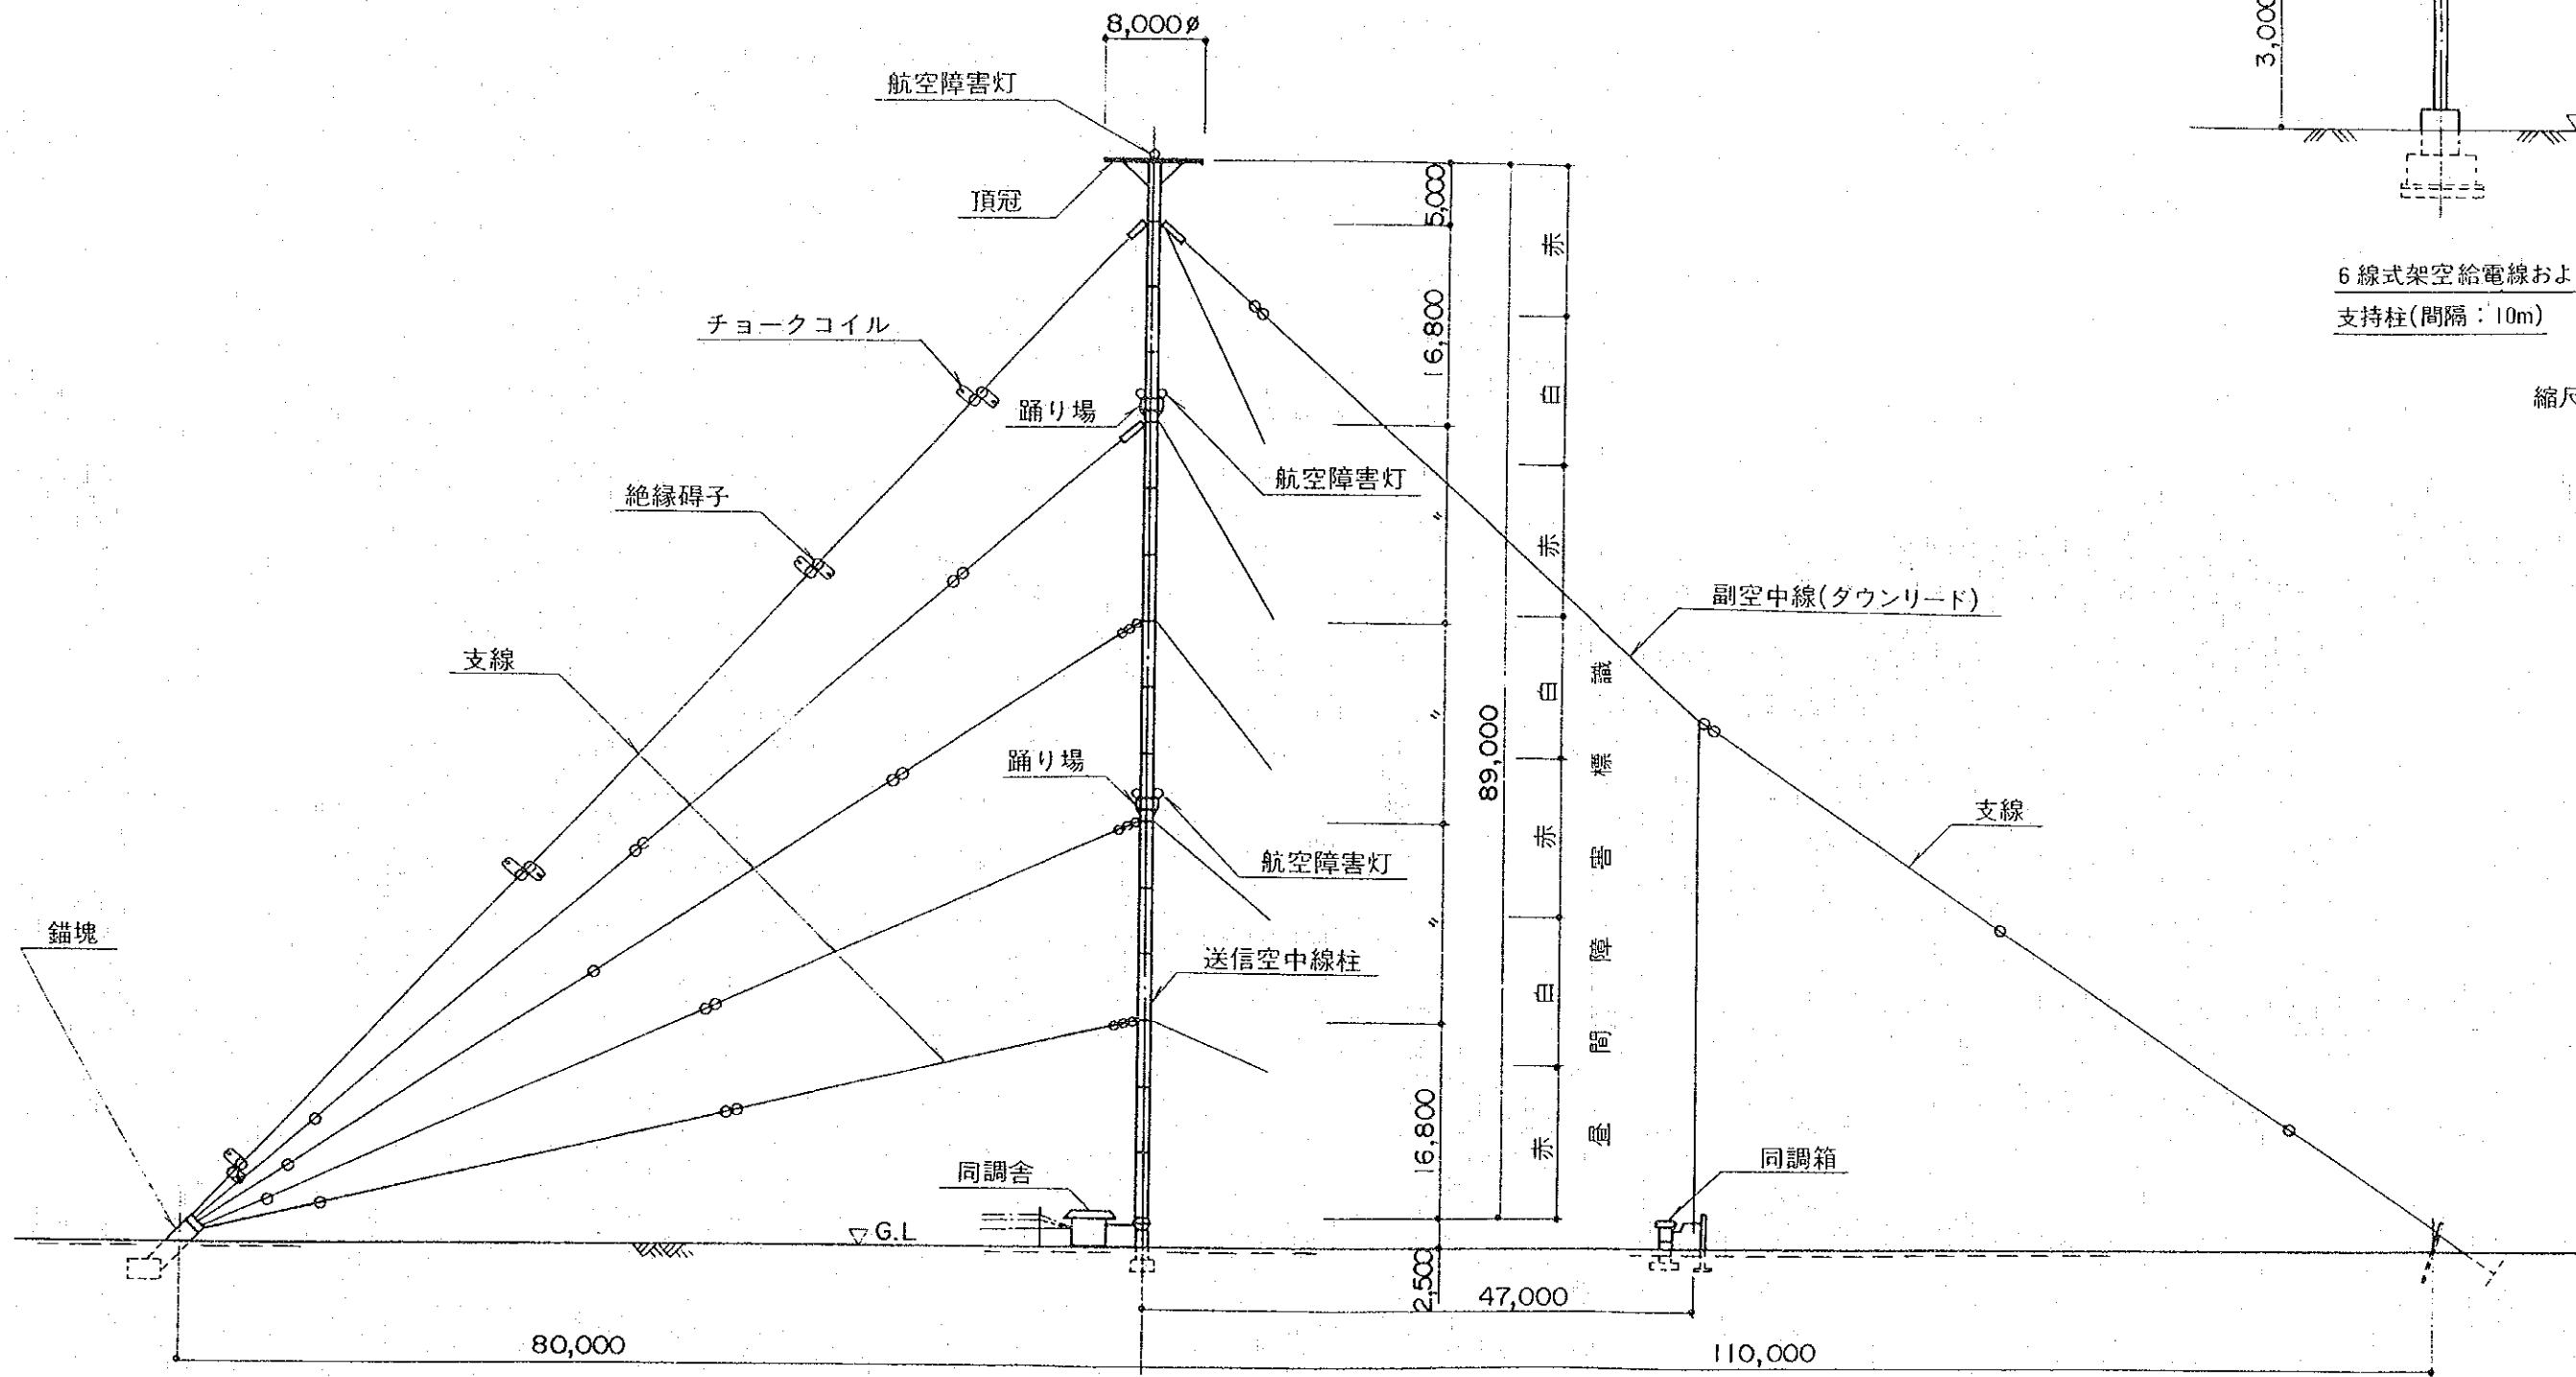 8,000ø
3,000
航空障害灯
頂冠
5,000
赤
6線式架空給電線およ
支持柱(間隔：10m)
チョークコイル
16,800
白
縮尺
踊り場
航空障害灯
絶縁碍子
〃
赤
副空中線(ダウンリード)
支線
〃
白
89,000
昼間障害標識
踊り場
支線
赤
航空障害灯
〃
錨塊
送信空中線柱
白
16,800
赤
同調舎
同調箱
G.L
2,500
47,000
80,000
110,000